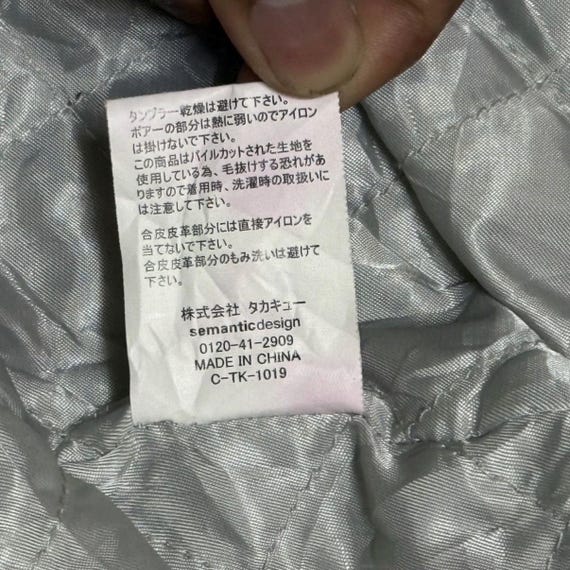 タンブラー乾燥は避けて下さい。
ボアーの部分は熱に弱いのでアイロン
は掛けないで下さい。
この商品はパイルカットされた生地を
使用している為、毛抜けする恐れがあ
りますので着用時、洗濯時の取扱いに
は注意して下さい。
合皮皮革部分には直接アイロンを
当てないで下さい。
合皮皮革部分のもみ洗いは避けて
下さい。
株式会社 タカキュー
semanticdesign
0120-41-2909
MADE IN CHINA
C-TK-1019